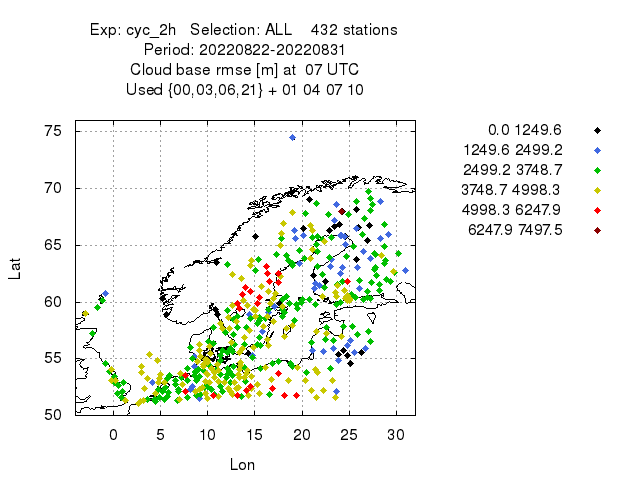 Exp: cyc_2h   Selection: ALL    432 stations
Period: 20220822-20220831
Cloud base rmse [m] at  07 UTC
Used {00,03,06,21} + 01 04 07 10
75
70
65
60
55
50
Lat
0 5 10 15 20 25 30
Lon
0.0 1249.6
1249.6 2499.2
2499.2 3748.7
3748.7 4998.3
4998.3 6247.9
6247.9 7497.5